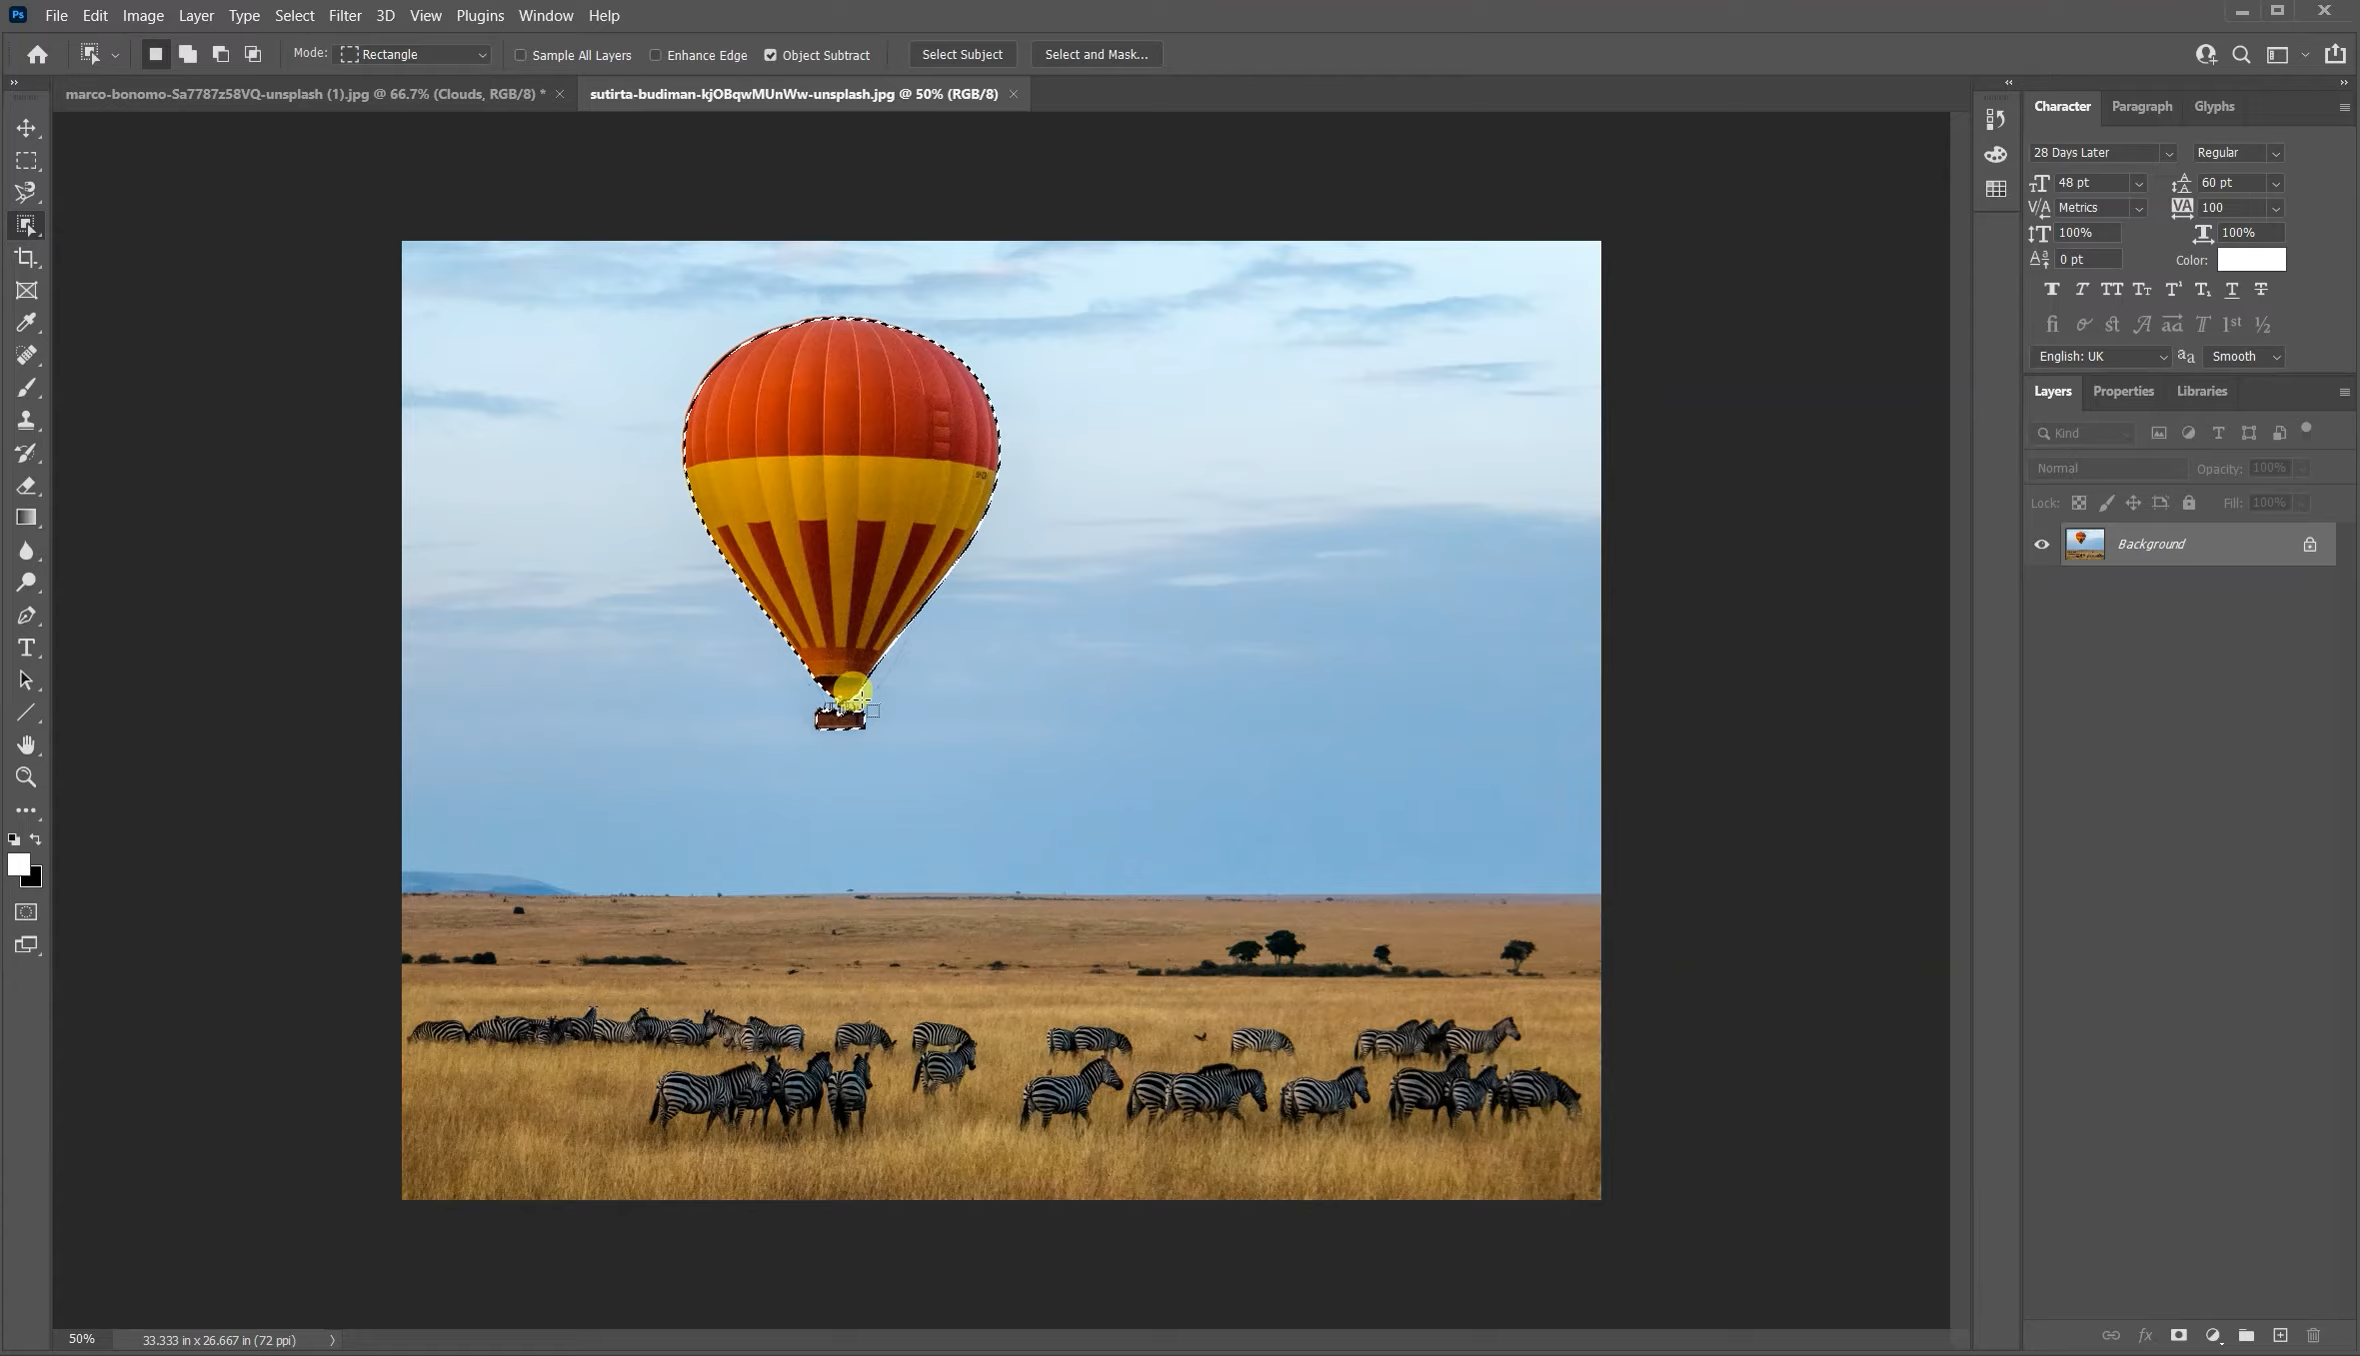 Ps File Edit Image Layer Type Select Filter 3D View Plugins Window Help
Mode: Rectangle Sample All Layers Enhance Edge Object Subtract Select Subject Select and Mask...
marco-bonomo-Sa7787z58VQ-unsplash (1).jpg @ 66.7% (Clouds, RGB/8) * sutirta-budiman-kjOBqwMUnWw-unsplash.jpg @ 50% (RGB/8)
Character Paragraph Glyphs
28 Days Later Regular
48 pt 60 pt
Metrics 100
100% 100%
0 pt Color:
English: UK aa Smooth
Layers Properties Libraries
Kind
Normal Opacity: 100%
Lock: Fill: 100%
Background
50% 33.333 in x 26.667 in (72 ppi)